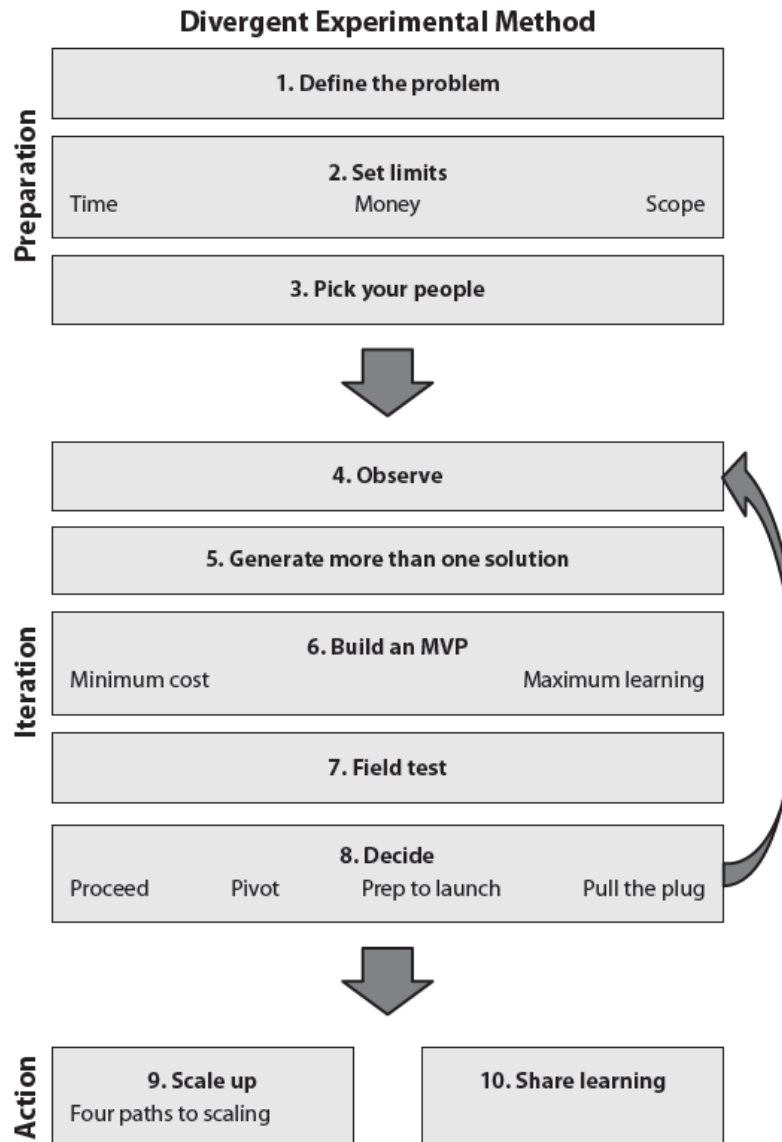 Divergent Experimental Method
Preparation
1. Define the problem
2. Set limits
Time Money Scope
3. Pick your people
Iteration
4. Observe
5. Generate more than one solution
6. Build an MVP
Minimum cost Maximum learning
7. Field test
8. Decide
Proceed Pivot Prep to launch Pull the plug
Action
9. Scale up
Four paths to scaling
10. Share learning